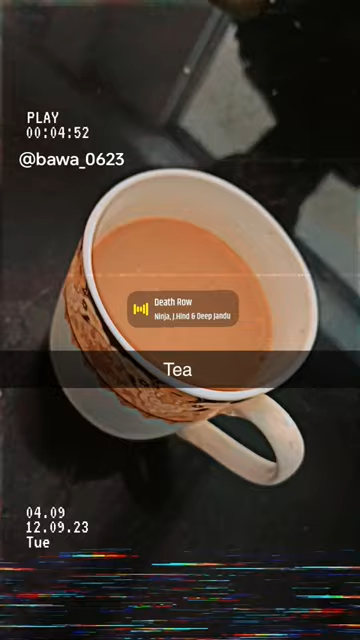 PLAY
00:04:52
@bawa_0623
Death Row
Ninja, J.Hind & Deep Jandu
Tea
04.09
12.09.23
Tue